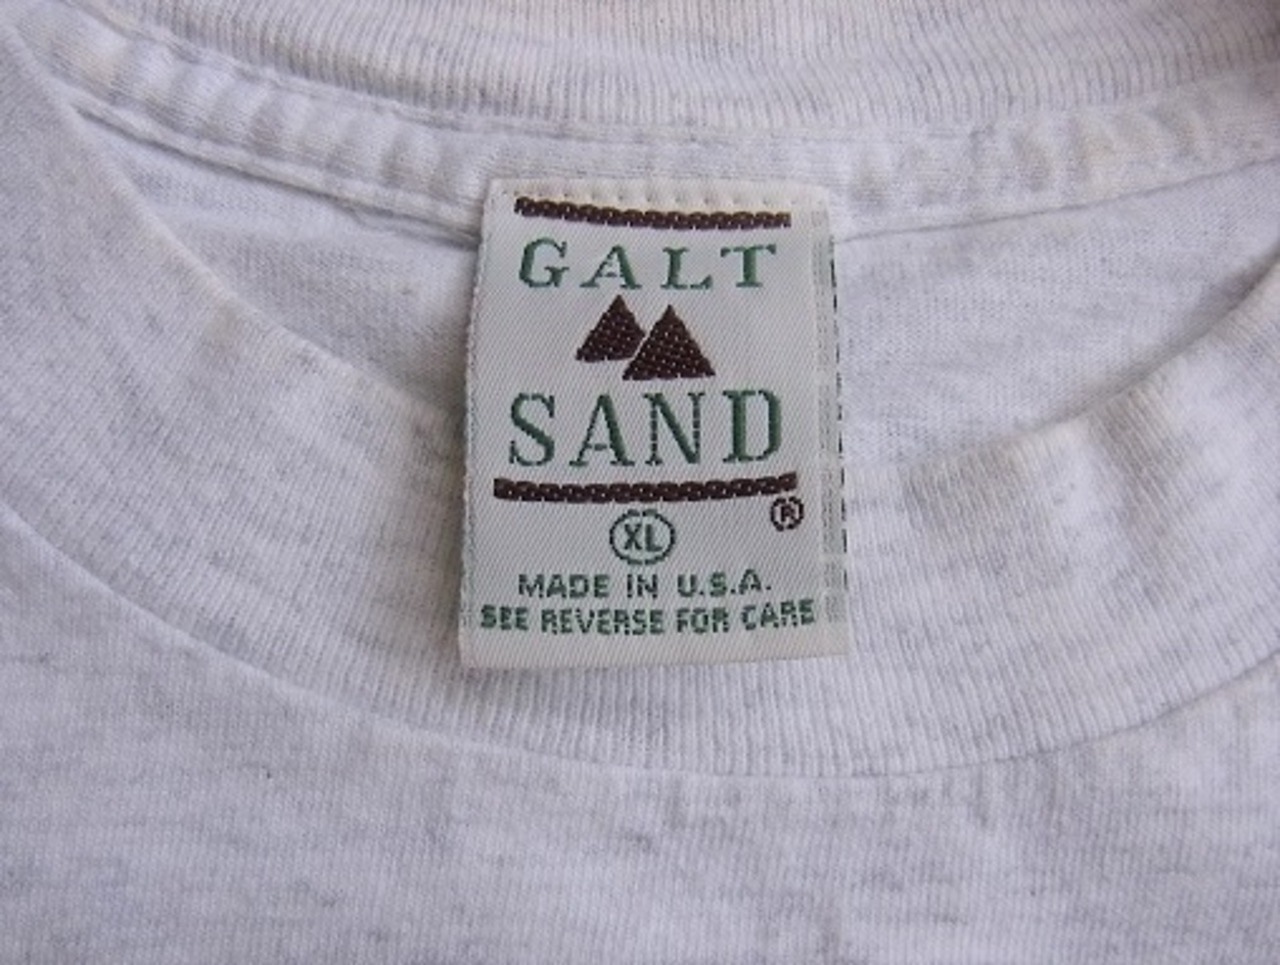 GALT
SAND
®
XL
MADE IN U.S.A.
SEE REVERSE FOR CARE